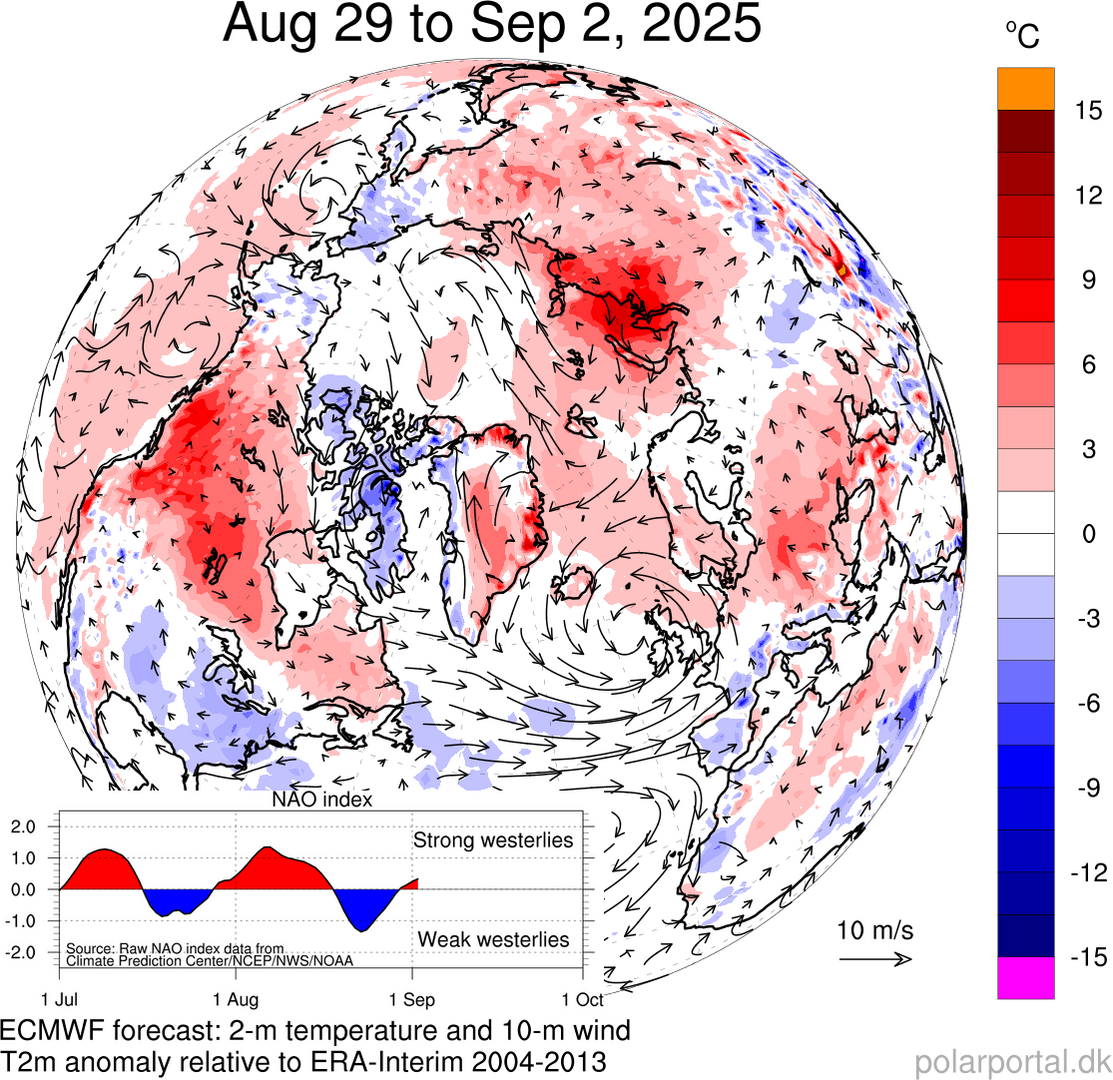 Aug 29 to Sep 2, 2025
°C
15
12
9
6
3
0
-3
-6
-9
-12
-15
10 m/s
NAO index
2.0
1.0
0.0
-1.0
-2.0
Strong westerlies
Weak westerlies
Source: Raw NAO index data from
Climate Prediction Center/NCEP/NWS/NOAA
1 Jul 1 Aug 1 Sep 1 Oct
ECMWF forecast: 2-m temperature and 10-m wind
T2m anomaly relative to ERA-Interim 2004-2013
polarportal.dk